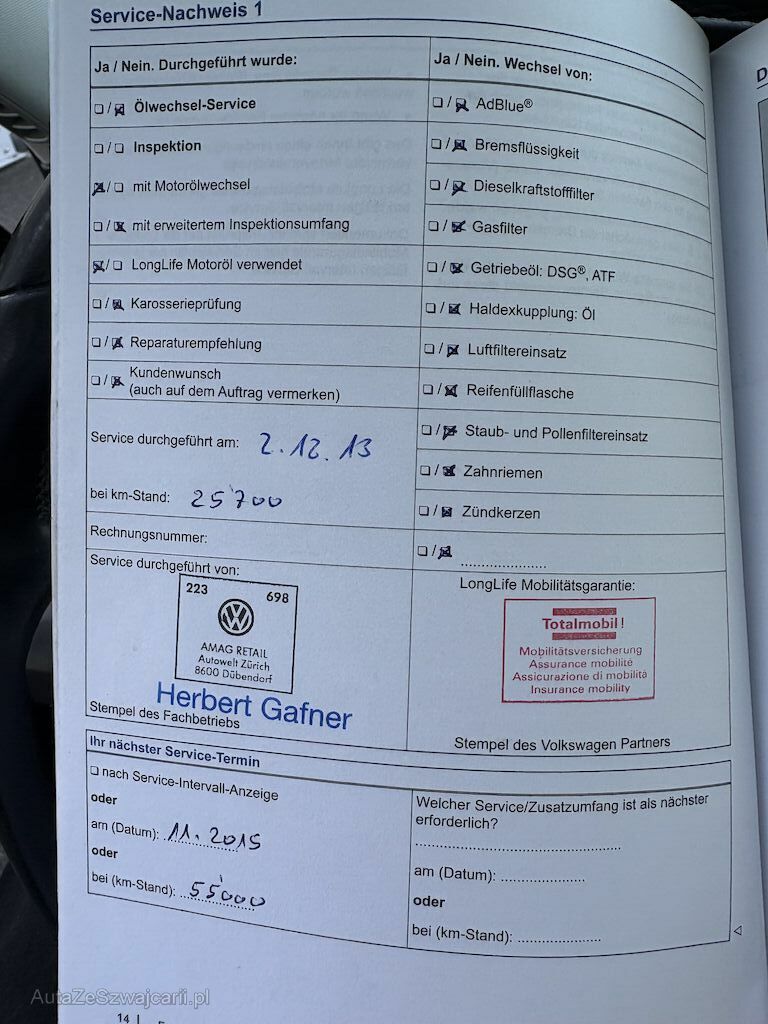 Service-Nachweis 1
Ja / Nein. Durchgeführt wurde:
Ölwechsel-Service
Inspektion
mit Motorölwechsel
mit erweitertem Inspektionsumfang
LongLife Motoröl verwendet
Karosserieprüfung
Reparaturempfehlung
Kundenwunsch
(auch auf dem Auftrag vermerken)
Service durchgeführt am: 2.12.13
bei km-Stand: 25'700
Rechnungsnummer:
Service durchgeführt von:
223 698
AMAG RETAIL
Autowelt Zürich
8600 Dübendorf
Herbert Gafner
Stempel des Fachbetriebs
Ja / Nein. Wechsel von:
AdBlue®
Bremsflüssigkeit
Dieselkraftstofffilter
Gasfilter
Getriebeöl: DSG®, ATF
Haldexkupplung: Öl
Luftfiltereinsatz
Reifenfüllflasche
Staub- und Pollenfiltereinsatz
Zahnriemen
Zündkerzen
LongLife Mobilitätsgarantie:
Totalmobil!
Mobilitätsversicherung
Assurance mobilité
Assicurazione di mobilità
Insurance mobility
Stempel des Volkswagen Partners
Ihr nächster Service-Termin
nach Service-Intervall-Anzeige
oder
am (Datum): 11.2015
oder
bei (km-Stand): 55'000
Welcher Service/Zusatzumfang ist als nächster
erforderlich?
am (Datum):
oder
bei (km-Stand):
AutaZeSzwajcarii.pl
14